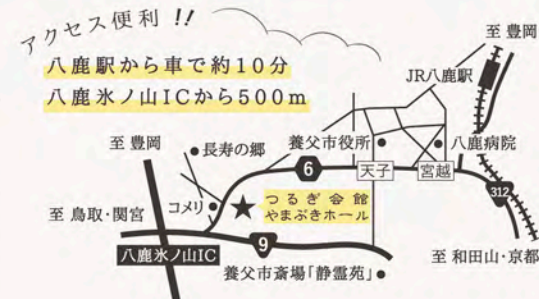 アクセス便利!!
八鹿駅から車で約10分
八鹿氷ノ山ICから500m
至 豊岡
JR八鹿駅
至 豊岡
長寿の郷
養父市役所
八鹿病院
6
天子
宮越
312
至 鳥取・関宮
コメリ
★
つるぎ会館
やまぶきホール
八鹿氷ノ山IC
9
至 和田山・京都
養父市斎場「静霊苑」